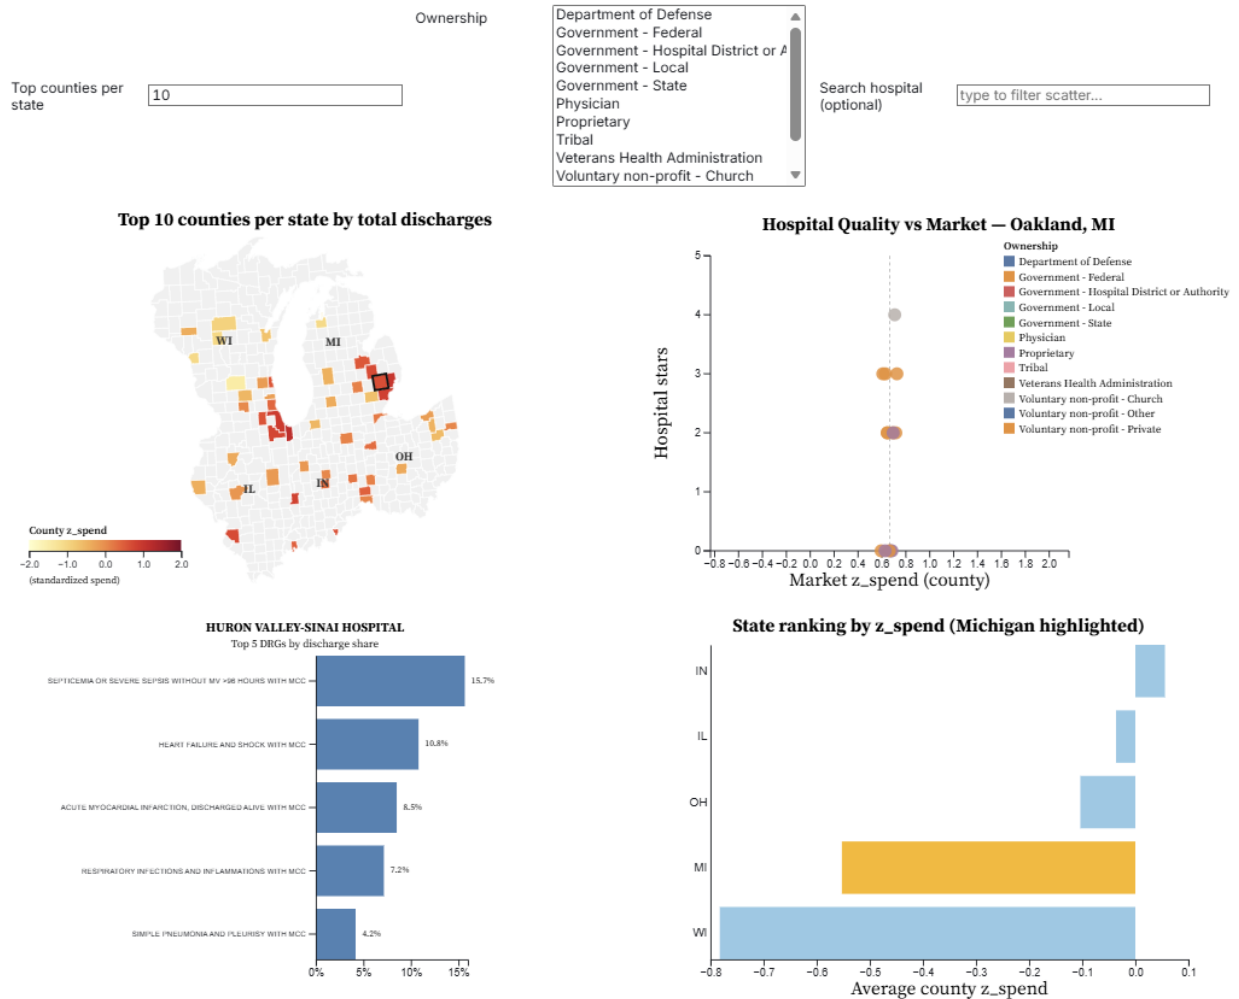 Ownership
Department of Defense
Government - Federal
Government - Hospital District or A
Government - Local
Government - State
Physician
Proprietary
Tribal
Veterans Health Administration
Voluntary non-profit - Church
Top counties per
state
10
Search hospital
(optional)
type to filter scatter...
Top 10 counties per state by total discharges
WI
MI
OH
IL
IN
County z_spend
−2.0 −1.0 0.0 1.0 2.0
(standardized spend)
Hospital Quality vs Market — Oakland, MI
Ownership
Department of Defense
Government - Federal
Government - Hospital District or Authority
Government - Local
Government - State
Physician
Proprietary
Tribal
Veterans Health Administration
Voluntary non-profit - Church
Voluntary non-profit - Other
Voluntary non-profit - Private
Hospital stars
5
4
3
2
1
0
−0.8 −0.6 −0.4 −0.2 0.0 0.2 0.4 0.6 0.8 1.0 1.2 1.4 1.6 1.8 2.0
Market z_spend (county)
HURON VALLEY-SINAI HOSPITAL
Top 5 DRGs by discharge share
SEPTICEMIA OR SEVERE SEPSIS WITHOUT MV >96 HOURS WITH MCC
15.7%
HEART FAILURE AND SHOCK WITH MCC
10.8%
ACUTE MYOCARDIAL INFARCTION, DISCHARGED ALIVE WITH MCC
8.5%
RESPIRATORY INFECTIONS AND INFLAMMATIONS WITH MCC
7.2%
SIMPLE PNEUMONIA AND PLEURISY WITH MCC
4.2%
0% 5% 10% 15%
State ranking by z_spend (Michigan highlighted)
IN
IL
OH
MI
WI
−0.8 −0.7 −0.6 −0.5 −0.4 −0.3 −0.2 −0.1 0.0 0.1
Average county z_spend